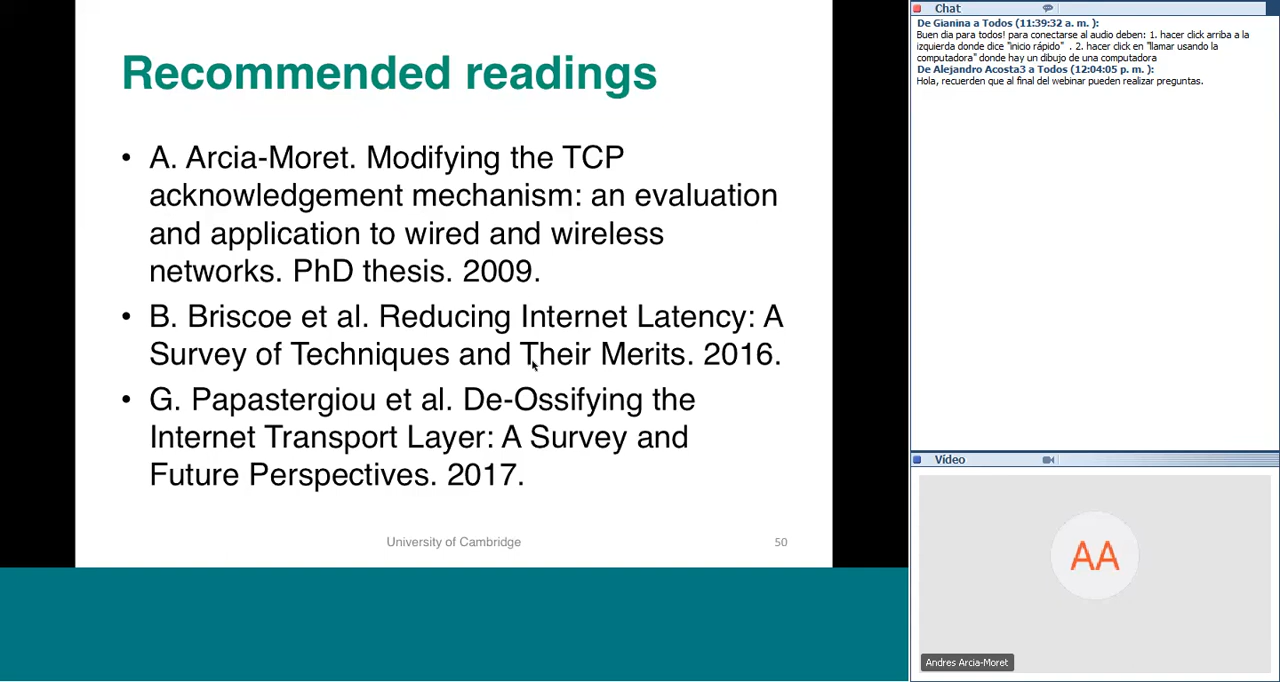 Recommended readings
• A. Arcia-Moret. Modifying the TCP
acknowledgement mechanism: an evaluation
and application to wired and wireless
networks. PhD thesis. 2009.
• B. Briscoe et al. Reducing Internet Latency: A
Survey of Techniques and Their Merits. 2016.
• G. Papastergiou et al. De-Ossifying the
Internet Transport Layer: A Survey and
Future Perspectives. 2017.
University of Cambridge
50
Chat
De Gianina a Todos (11:39:32 a. m. ):
Buen dia para todos! para conectarse al audio deben: 1. hacer click arriba a la
izquierda donde dice "inicio rápido" . 2. hacer click en "llamar usando la
computadora" donde hay un dibujo de una computadora
De Alejandro Acosta3 a Todos (12:04:05 p. m. ):
Hola, recuerden que al final del webinar pueden realizar preguntas.
Vídeo
AA
Andres Arcia-Moret